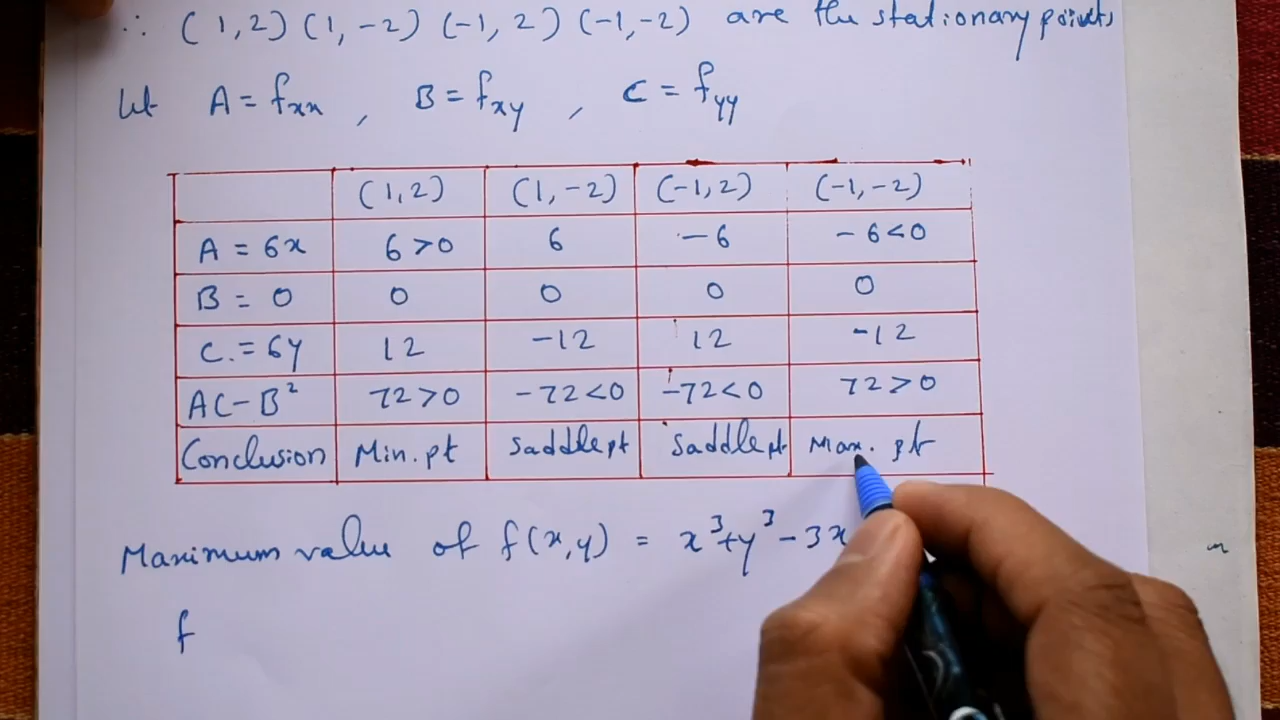 ∴ (1,2) (1,-2) (-1,2) (-1,-2) are the stationary points
Let A = fxx , B = fxy , C = fyy
(1,2) (1,-2) (-1,2) (-1,-2)
A = 6x 6>0 6 -6 -6<0
B = 0 0 0 0 0
C. = 6y 12 -12 12 -12
AC-B² 72>0 -72<0 -72<0 72>0
Conclusion Min.pt Saddle pt Saddle pt Max. pt
Maximum value of f(x,y) = x³+y³-3x
f